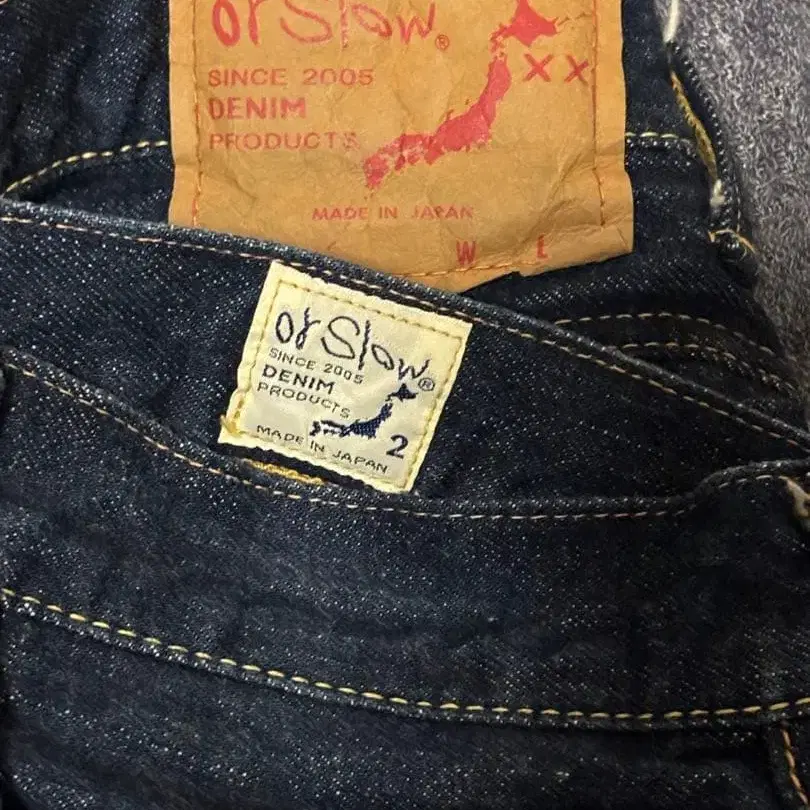 orSlow®
SINCE 2005
DENIM
PRODUCTS
XX
MADE IN JAPAN
W L
orSlow®
SINCE 2005
DENIM
PRODUCTS
2
MADE IN JAPAN